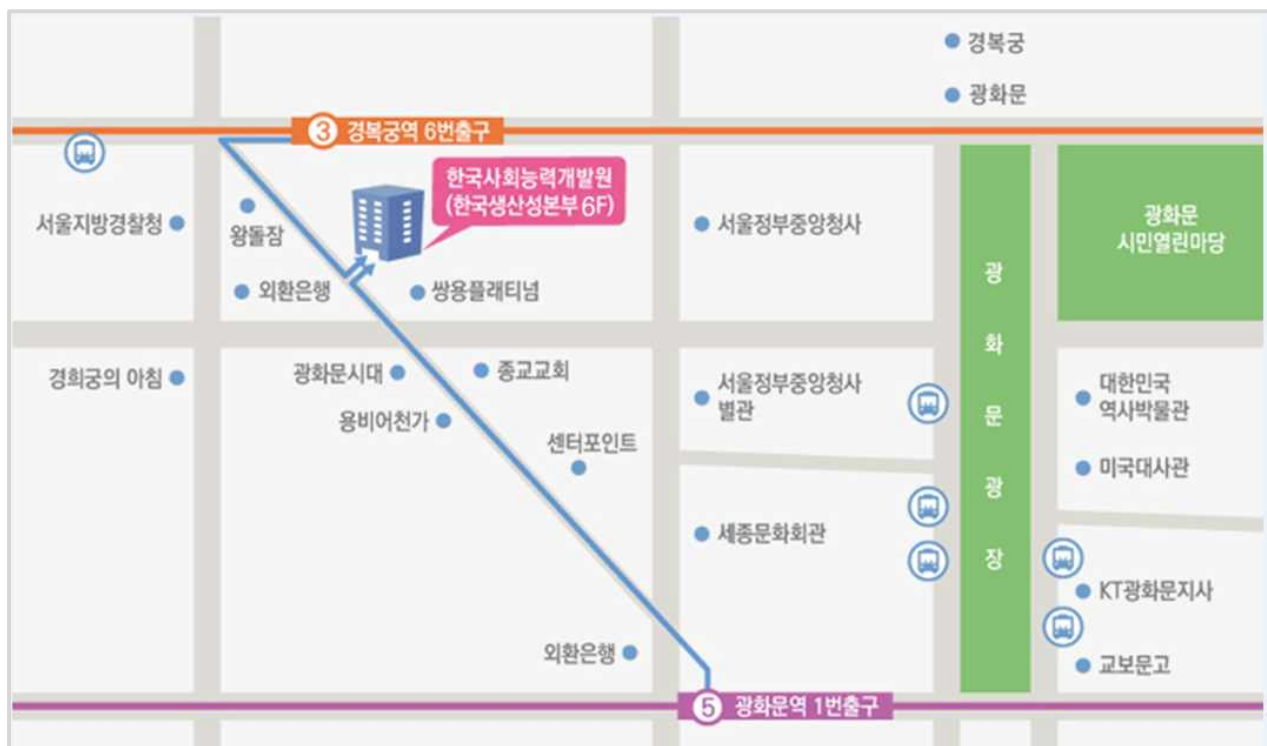 경복궁
광화문
3 경복궁역 6번출구
한국사회능력개발원
(한국생산성본부 6F)
서울지방경찰청
왕돌잠
서울정부중앙청사
광화문
시민열린마당
외환은행
쌍용플래티넘
광
화
문
광
장
경희궁의 아침
광화문시대
종교교회
서울정부중앙청사
별관
대한민국
역사박물관
용비어천가
센터포인트
미국대사관
세종문화회관
KT광화문지사
외환은행
교보문고
5 광화문역 1번출구